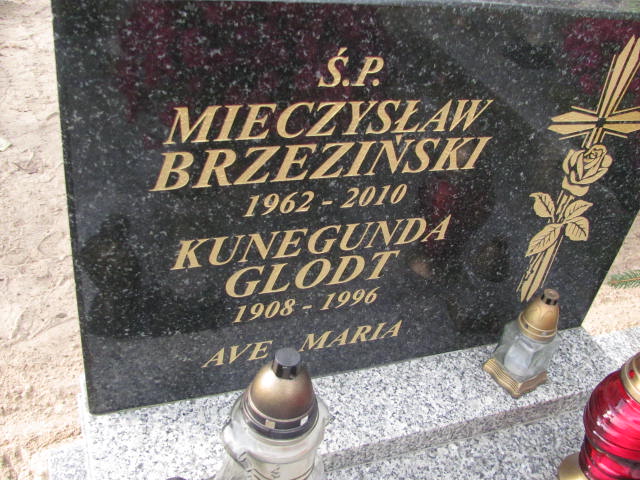 Ś.P.
MIECZYSŁAW
BRZEZIŃSKI
1962 - 2010
KUNEGUNDA
GLODT
1908 - 1996
AVE MARIA